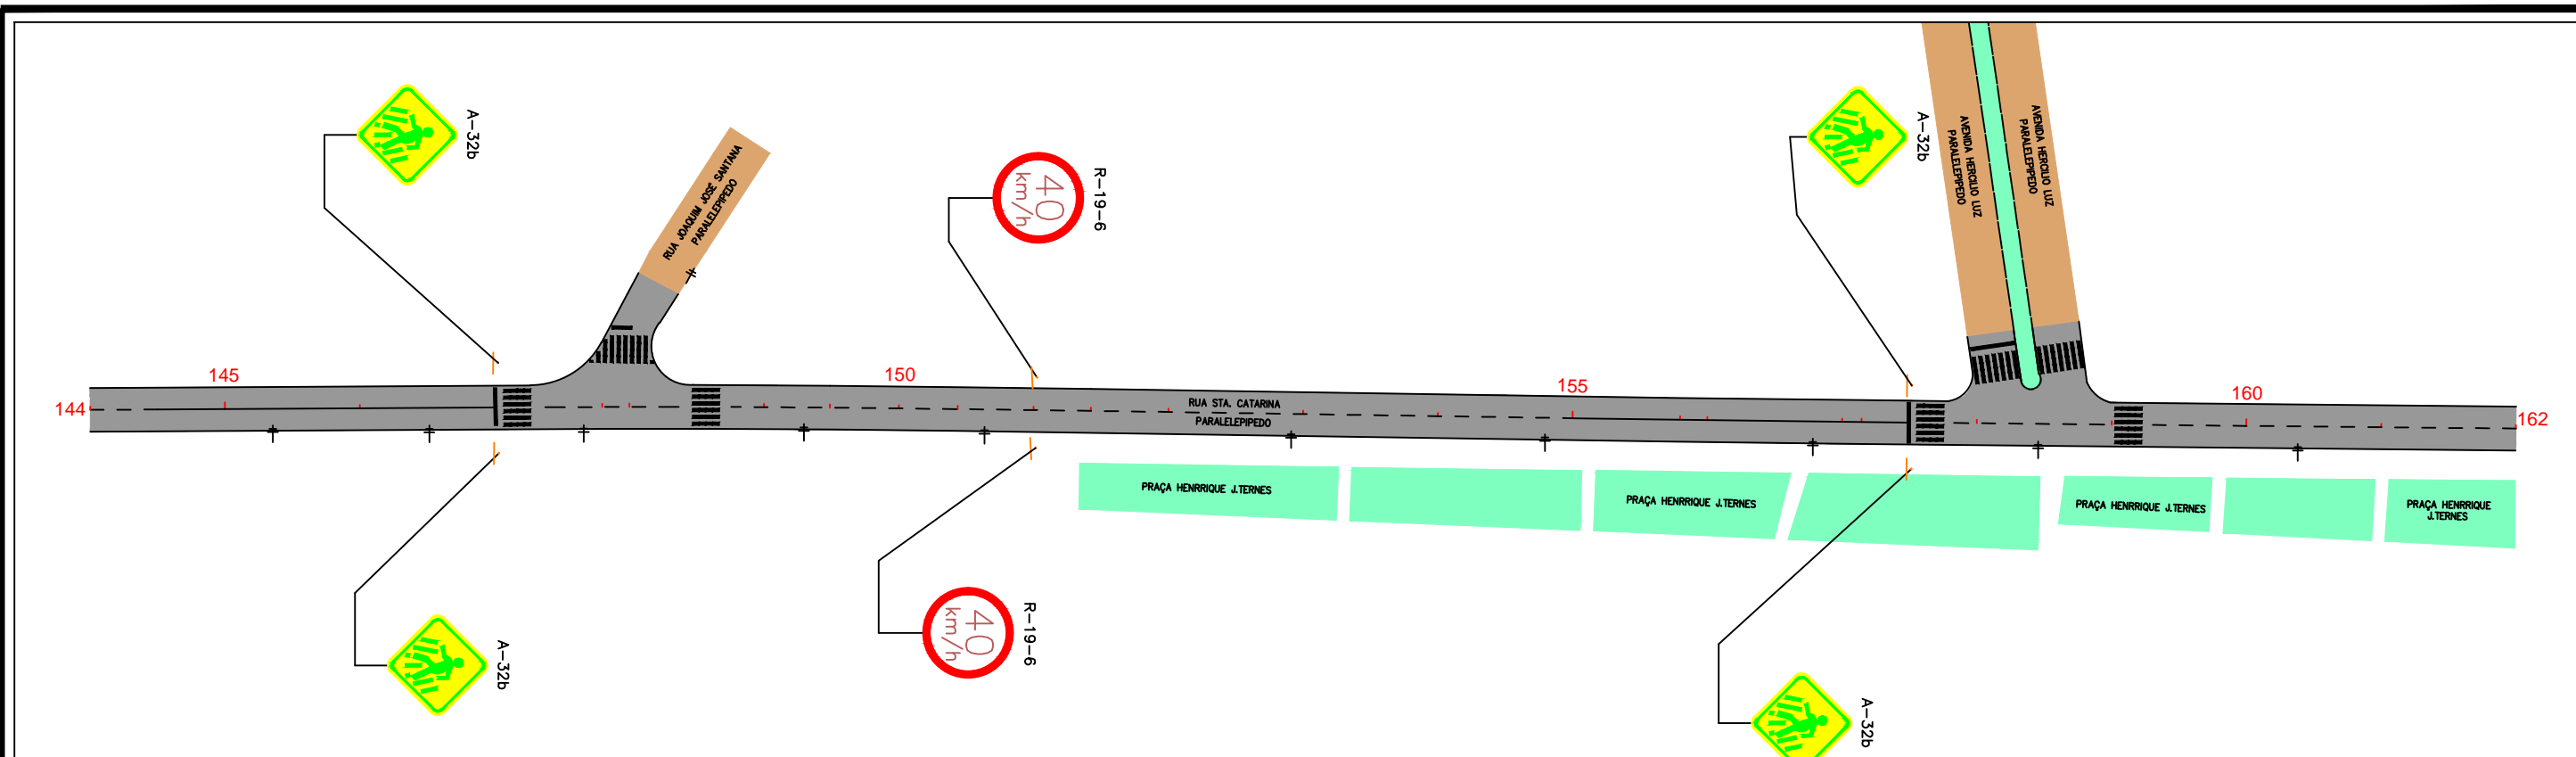 A-32b
RUA JOAQUIM JOSÉ SANTANA
PARALELEPIPEDO
40
km/h
R-19-6
A-32b
AVENIDA HERCILIO LUZ
PARALELEPIPEDO
AVENIDA HERCILIO LUZ
PARALELEPIPEDO
144
145
150
155
160
162
RUA STA. CATARINA
PARALELEPIPEDO
PRAÇA HENRRIQUE J.TERNES
PRAÇA HENRRIQUE J.TERNES
PRAÇA HENRRIQUE J.TERNES
PRAÇA HENRRIQUE
J.TERNES
A-32b
40
km/h
R-19-6
A-32b